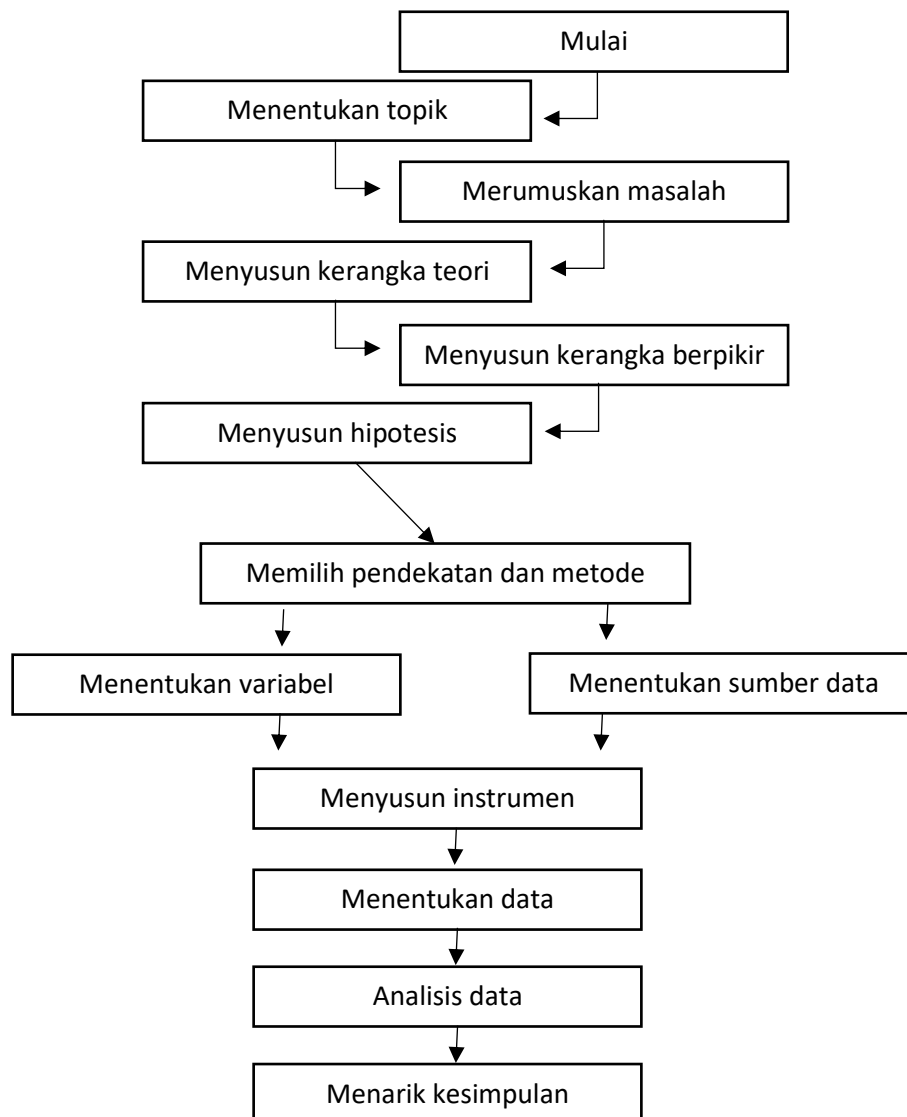 Mulai
Menentukan topik
Merumuskan masalah
Menyusun kerangka teori
Menyusun kerangka berpikir
Menyusun hipotesis
Memilih pendekatan dan metode
Menentukan variabel
Menentukan sumber data
Menyusun instrumen
Menentukan data
Analisis data
Menarik kesimpulan